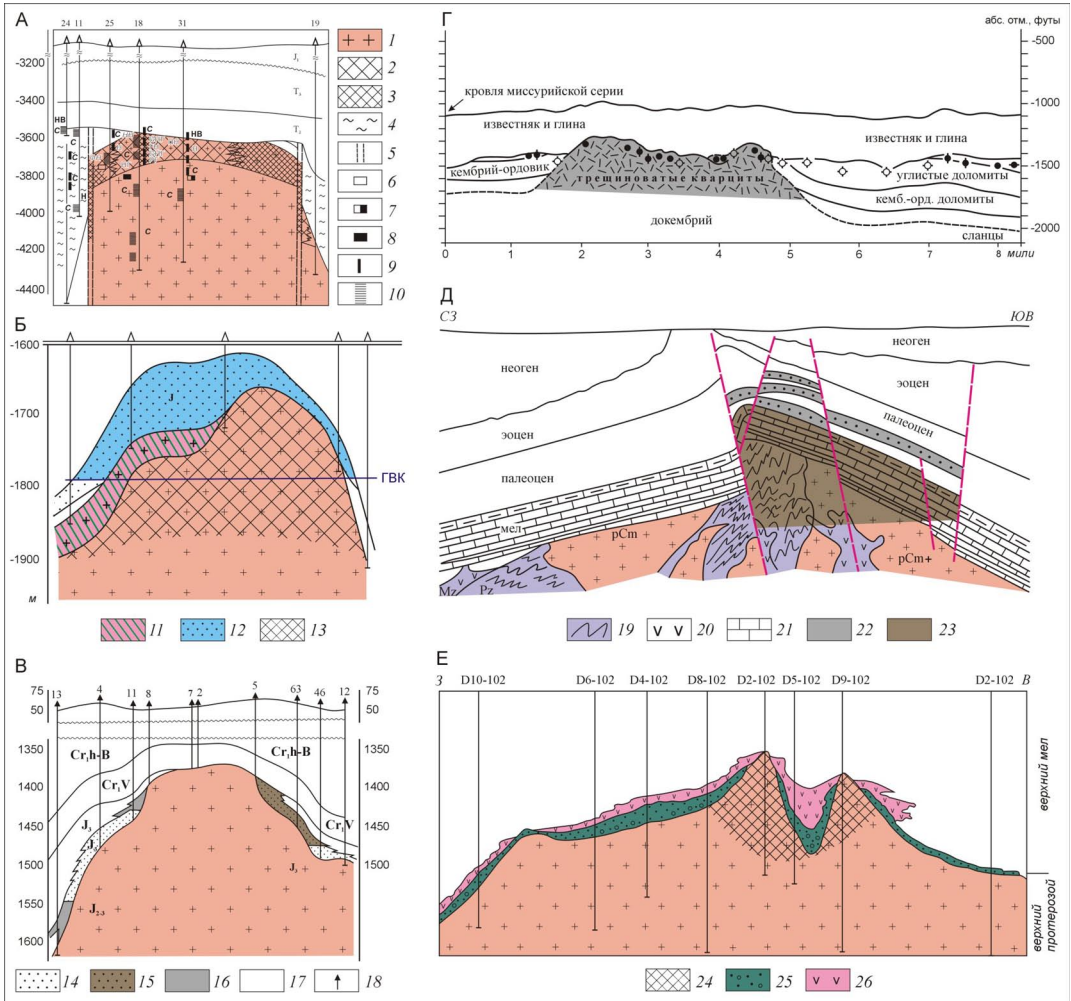 А
24 11 25 18 31 19
-3200
-3400
-3600
-3800
-4000
-4200
-4400
J₁
T₃
T₂
НВ
С
С
НВ
С
С
С
С
Н
С
С
1
2
3
4
5
6
7
8
9
10
Б
-1600
-1700
-1800
-1900
м
J
ГВК
11 12 13
В
75
50
1350
1400
1450
1500
1550
1600
13 4 11 8 7 2 5 63 46 12
75
50
1350
1400
1450
1500
Cr₁h-B
Cr₁h-B
Cr₁V
Cr₁V
J₃
J₃
J₂₋₃
14 15 16 17 18
Г
абс. отм., футы
-500
-1000
-1500
-2000
кровля миссурийской серии
известняк и глина
известняк и глина
кембрий-ордовик
трещиноватые кварциты
углистые доломиты
кемб.-орд. доломиты
докембрий
сланцы
0 1 2 3 4 5 6 7 8 мили
Д
СЗ ЮВ
неоген
неоген
эоцен
эоцен
палеоцен
палеоцен
мел
pCm
pCm+
Mz
Pz
19 20 21 22 23
Е
З D10-102 D6-102 D4-102 D8-102 D2-102 D5-102 D9-102 D2-102 В
верхний мел
верхний протерозой
24 25 26